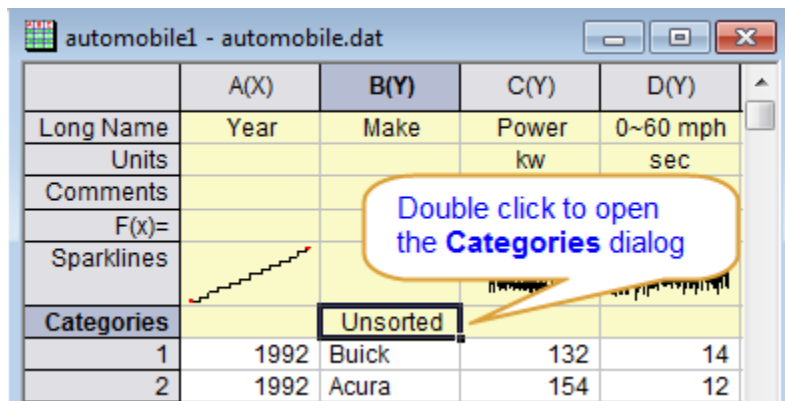 automobile1 - automobile.dat
A(X) B(Y) C(Y) D(Y)
Long Name Year Make Power 0~60 mph
Units kw sec
Comments
F(x)=
Sparklines
Double click to open
the Categories dialog
Categories Unsorted
1 1992 Buick 132 14
2 1992 Acura 154 12